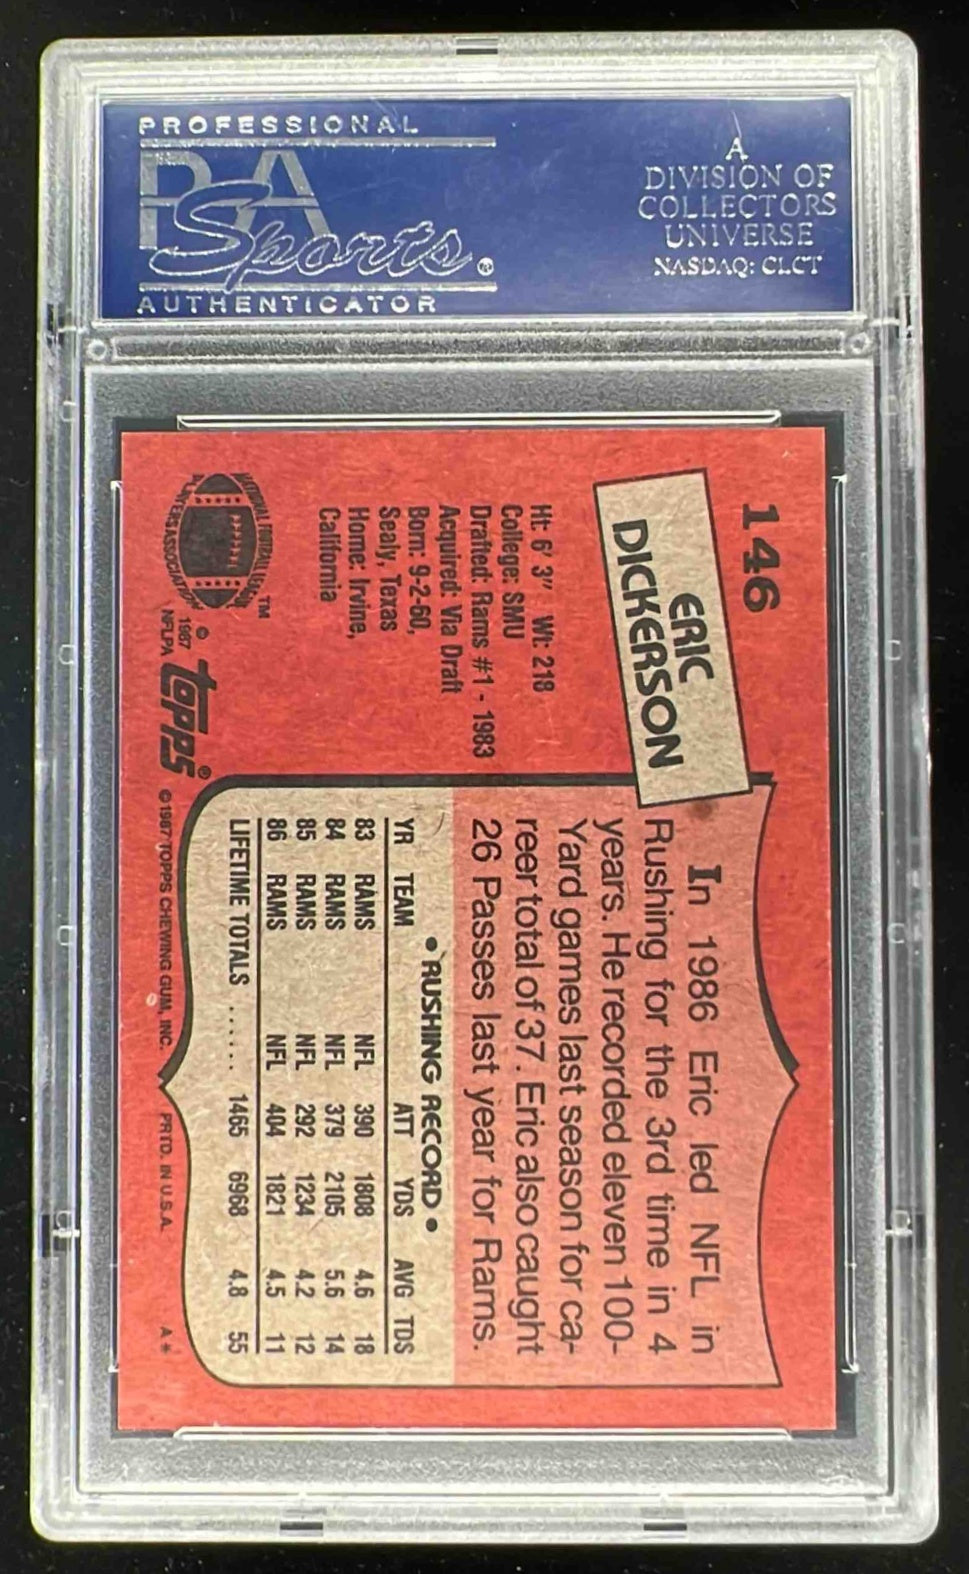 PROFESSIONAL
PSA
Sports®
AUTHENTICATOR
A
DIVISION OF
COLLECTORS
UNIVERSE
NASDAQ: CLCT
146
ERIC
DICKERSON
Ht: 6' 3" Wt: 218
College: SMU
Drafted: Rams #1 - 1983
Acquired: Via Draft
Born: 9-2-60,
Sealy, Texas
Home: Irvine,
California
NATIONAL FOOTBALL LEAGUE
PLAYERS ASSOCIATION
TM
© 1987
NFLPA
topps®
In 1986 Eric led NFL in
Rushing for the 3rd time in 4
years. He recorded eleven 100-
Yard games last season for ca-
reer total of 37. Eric also caught
26 Passes last year for Rams.
• RUSHING RECORD •
YR TEAM ATT YDS AVG TDS
83 RAMS NFL 390 1808 4.6 18
84 RAMS NFL 379 2105 5.6 14
85 RAMS NFL 292 1234 4.2 12
86 RAMS NFL 404 1821 4.5 11
LIFETIME TOTALS ....... 1465 6968 4.8 55
©1987 TOPPS CHEWING GUM, INC. PRTD. IN U.S.A. A*